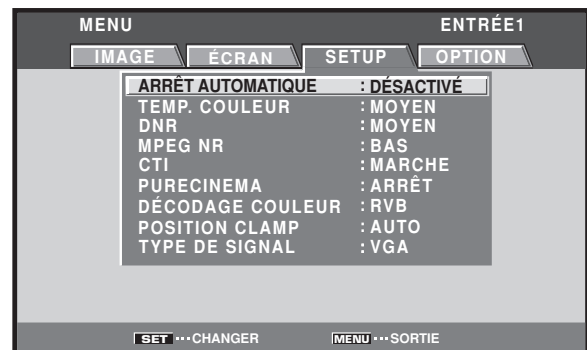 MENU ENTRÉE1
IMAGE ÉCRAN SETUP OPTION
ARRÊT AUTOMATIQUE : DÉSACTIVÉ
TEMP. COULEUR : MOYEN
DNR : MOYEN
MPEG NR : BAS
CTI : MARCHE
PURECINEMA : ARRÊT
DÉCODAGE COULEUR : RVB
POSITION CLAMP : AUTO
TYPE DE SIGNAL : VGA
SET ···CHANGER MENU ···SORTIE